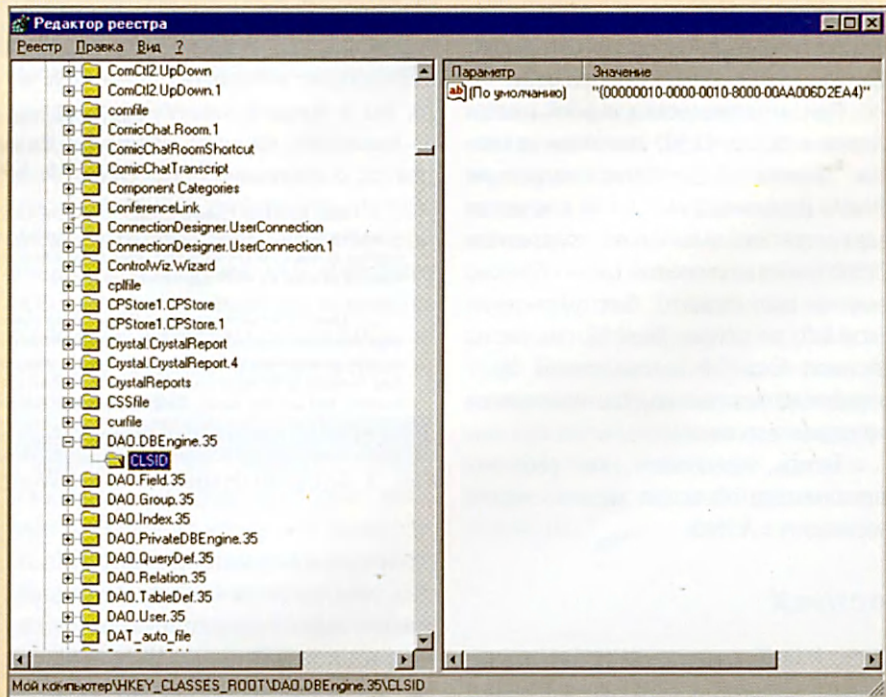 Редактор реестра
Реестр Правка Вид ?
ComCtl2.UpDown
ComCtl2.UpDown.1
comfile
ComicChat.Room.1
ComicChatRoomShotcut
ComicChatTranscript
Component Categories
ConferenceLink
ConnectionDesigner.UserConnection
ConnectionDesigner.UserConnection.1
ControlWiz.Wizard
cplfile
CPStore1.CPStore
CPStore1.CPStore.1
Crystal.CrystalReport
Crystal.CrystalReport.4
CrystalReports
CSSfile
curfile
DAO.DBEngine.35
CLSID
DAO.Field.35
DAO.Group.35
DAO.Index.35
DAO.PrivateDBEngine.35
DAO.QueryDef.35
DAO.Relation.35
DAO.TableDef.35
DAO.User.35
DAT_auto_file
Параметр Значение
ab (По умолчанию) "{00000010-0000-0010-8000-00AA006D2EA4}"
Мой компьютер\HKEY_CLASSES_ROOT\DAO.DBEngine.35\CLSID